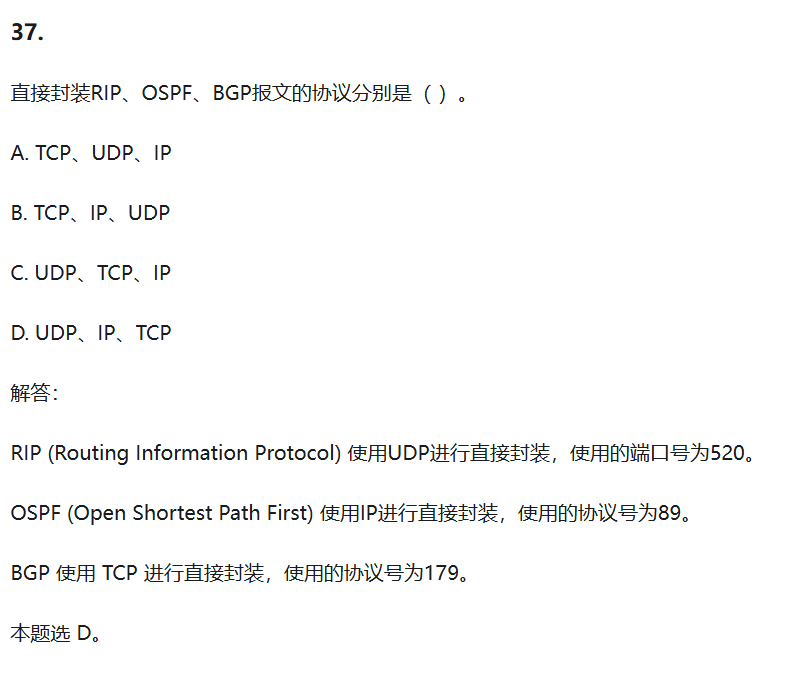 37.
直接封装RIP、OSPF、BGP报文的协议分别是（ ）。
A. TCP、UDP、IP
B. TCP、IP、UDP
C. UDP、TCP、IP
D. UDP、IP、TCP
解答：
RIP (Routing Information Protocol) 使用UDP进行直接封装，使用的端口号为520。
OSPF (Open Shortest Path First) 使用IP进行直接封装，使用的协议号为89。
BGP 使用 TCP 进行直接封装，使用的协议号为179。
本题选 D。